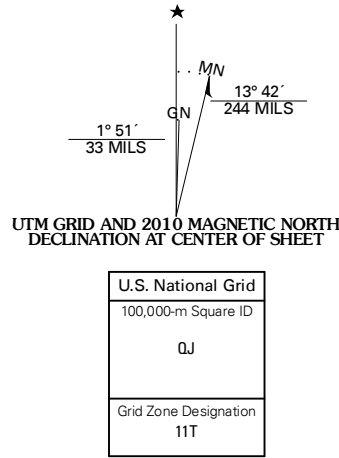 ★
MN
13° 42´
244 MILS
GN
1° 51´
33 MILS
UTM GRID AND 2010 MAGNETIC NORTH
DECLINATION AT CENTER OF SHEET
U.S. National Grid
100,000-m Square ID
QJ
Grid Zone Designation
11T